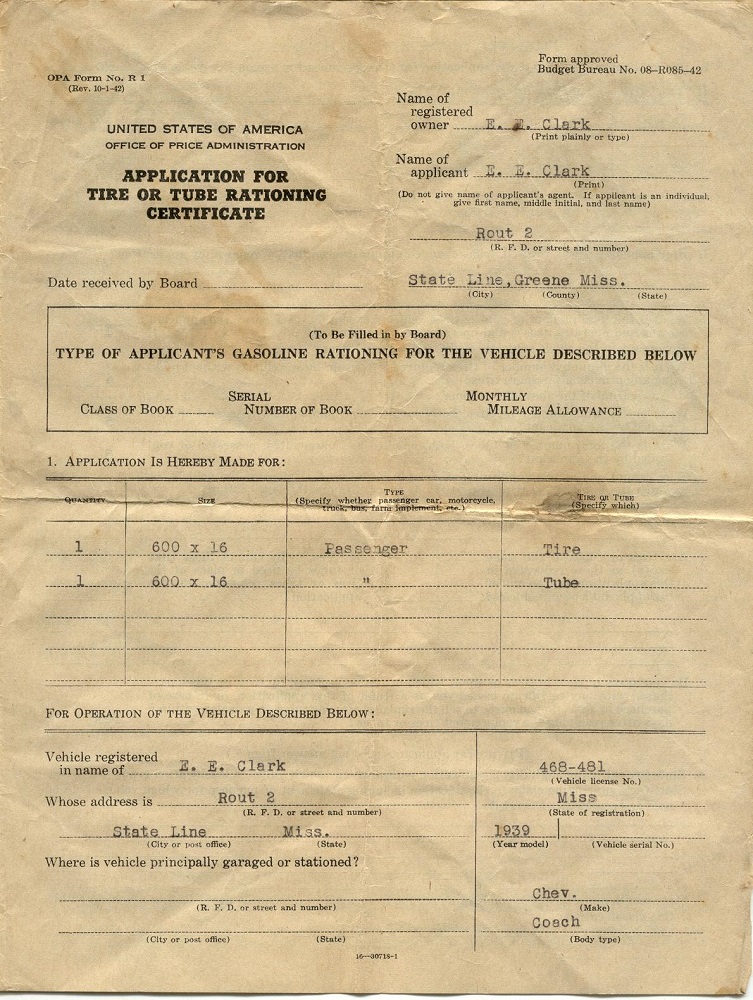 OPA Form No. R 1
(Rev. 10-1-42)
Form approved
Budget Bureau No. 08-R085-42
UNITED STATES OF AMERICA
OFFICE OF PRICE ADMINISTRATION
APPLICATION FOR
TIRE OR TUBE RATIONING
CERTIFICATE
Date received by Board
Name of
registered
owner E. E. Clark
(Print plainly or type)
Name of
applicant E. E. Clark
(Print)
(Do not give name of applicant's agent. If applicant is an individual,
give first name, middle initial, and last name)
Rout 2
(R. F. D. or street and number)
State Line, Greene Miss.
(City) (County) (State)
(To Be Filled in by Board)
TYPE OF APPLICANT'S GASOLINE RATIONING FOR THE VEHICLE DESCRIBED BELOW
CLASS OF BOOK
SERIAL
NUMBER OF BOOK
MONTHLY
MILEAGE ALLOWANCE
1. APPLICATION IS HEREBY MADE FOR:
QUANTITY SIZE TYPE
(Specify whether passenger car, motorcycle,
truck, bus, farm implement, etc.)
TIRE OR TUBE
(Specify which)
1 600 x 16 Passenger Tire
1 600 x 16 " Tube
FOR OPERATION OF THE VEHICLE DESCRIBED BELOW:
Vehicle registered
in name of E. E. Clark
Whose address is Rout 2
(R. F. D. or street and number)
State Line Miss.
(City or post office) (State)
Where is vehicle principally garaged or stationed?
(R. F. D. or street and number)
(City or post office) (State)
468-481
(Vehicle license No.)
Miss
(State of registration)
1939
(Year model) (Vehicle serial No.)
Chev.
(Make)
Coach
(Body type)
16-30718-1